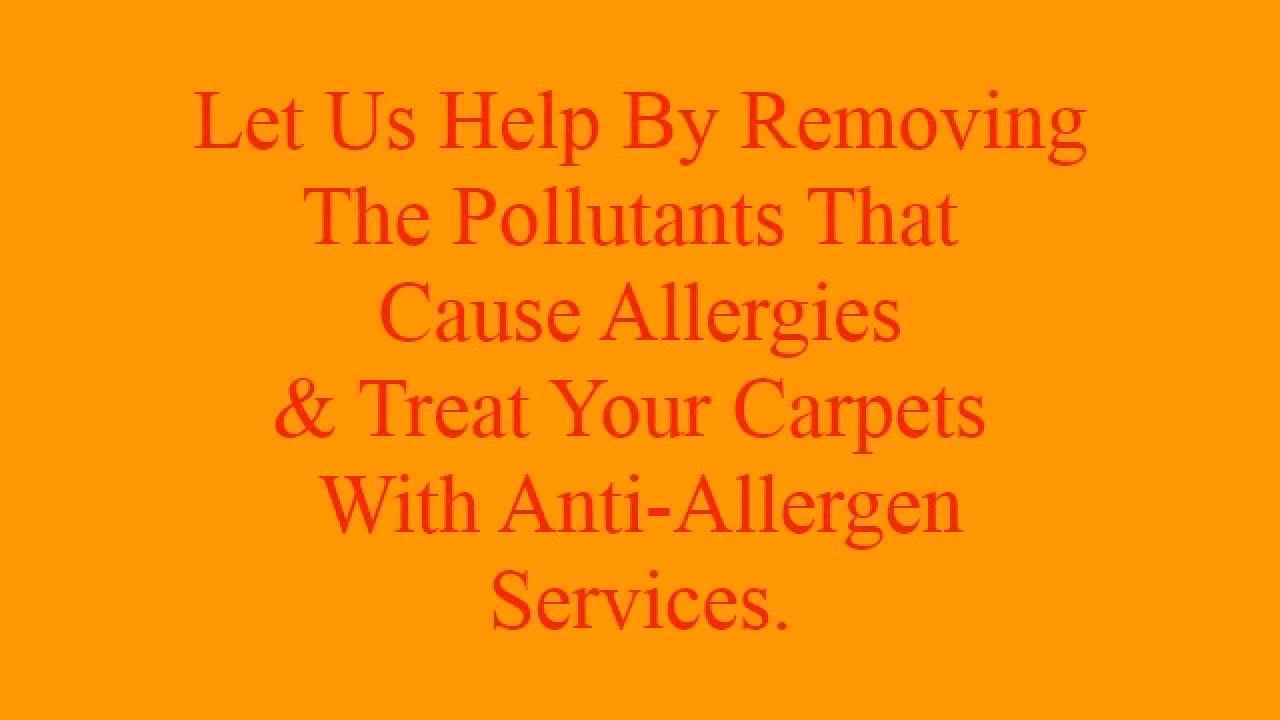 Let Us Help By Removing
The Pollutants That
Cause Allergies
& Treat Your Carpets
With Anti-Allergen
Services.